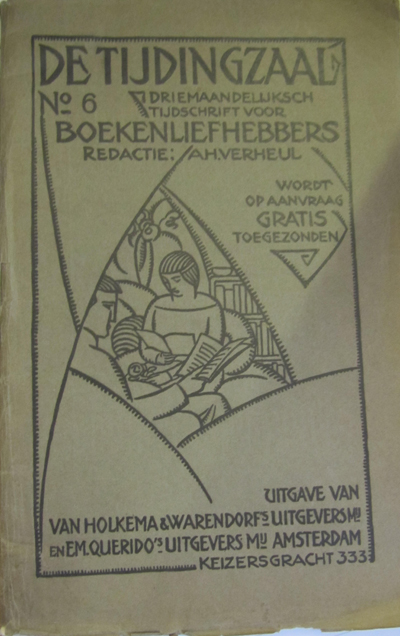 DE TIJDINGZAAL
No 6
DRIEMAANDELIJKSCH
TIJDSCHRIFT VOOR
BOEKENLIEFHEBBERS
REDACTIE: A.H.VERHEUL
WORDT
OP AANVRAAG
GRATIS
TOEGEZONDEN
UITGAVE VAN
VAN HOLKEMA & WARENDORF'S UITGEVERS MIJ
EN EM. QUERIDO'S UITGEVERS MIJ AMSTERDAM
KEIZERSGRACHT 333